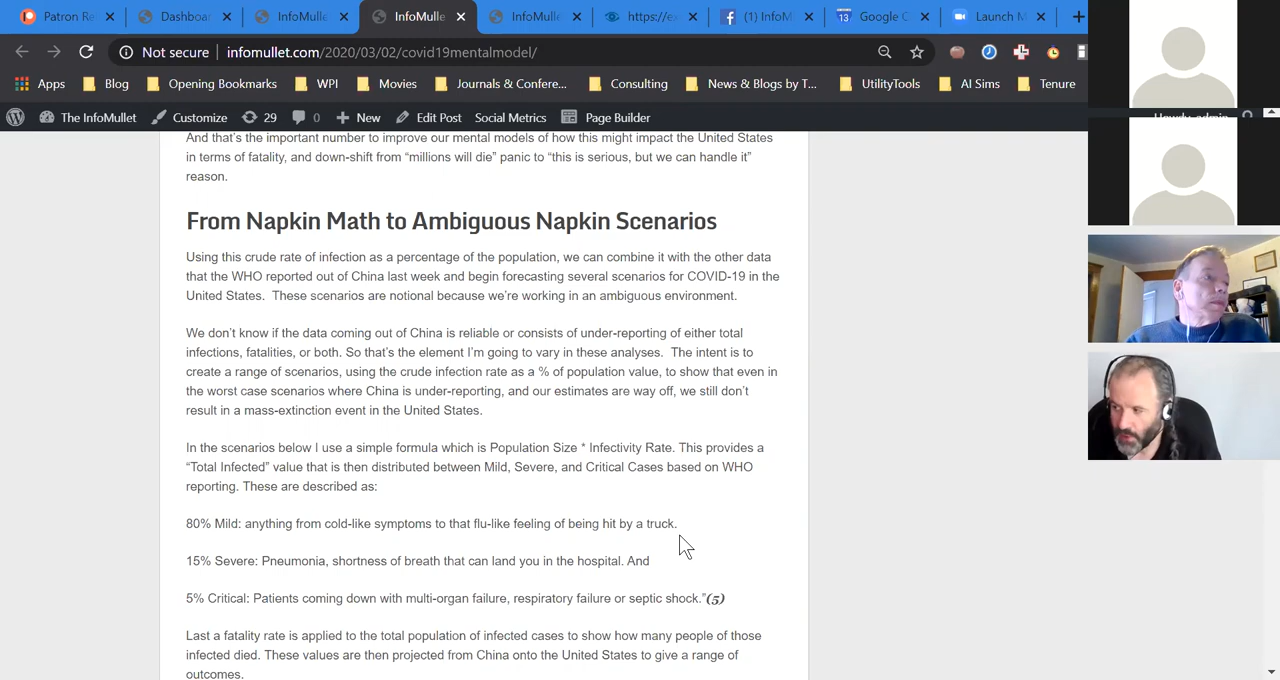 Patron Re
Dashboar
InfoMulle
InfoMulle
InfoMulle
https://e
(1) InfoM
Google C
Launch M
Not secure | infomullet.com/2020/03/02/covid19mentalmodel/
Apps Blog Opening Bookmarks WPI Movies Journals & Confere... Consulting News & Blogs by T... UtilityTools AI Sims Tenure
The InfoMullet Customize 29 0 New Edit Post Social Metrics Page Builder
And that's the important number to improve our mental models of how this might impact the United States
in terms of fatality, and down-shift from “millions will die” panic to “this is serious, but we can handle it”
reason.
From Napkin Math to Ambiguous Napkin Scenarios
Using this crude rate of infection as a percentage of the population, we can combine it with the other data
that the WHO reported out of China last week and begin forecasting several scenarios for COVID-19 in the
United States. These scenarios are notional because we're working in an ambiguous environment.
We don't know if the data coming out of China is reliable or consists of under-reporting of either total
infections, fatalities, or both. So that's the element I'm going to vary in these analyses. The intent is to
create a range of scenarios, using the crude infection rate as a % of population value, to show that even in
the worst case scenarios where China is under-reporting, and our estimates are way off, we still don't
result in a mass-extinction event in the United States.
In the scenarios below I use a simple formula which is Population Size * Infectivity Rate. This provides a
“Total Infected” value that is then distributed between Mild, Severe, and Critical Cases based on WHO
reporting. These are described as:
80% Mild: anything from cold-like symptoms to that flu-like feeling of being hit by a truck.
15% Severe: Pneumonia, shortness of breath that can land you in the hospital. And
5% Critical: Patients coming down with multi-organ failure, respiratory failure or septic shock.”(5)
Last a fatality rate is applied to the total population of infected cases to show how many people of those
infected died. These values are then projected from China onto the United States to give a range of
outcomes.